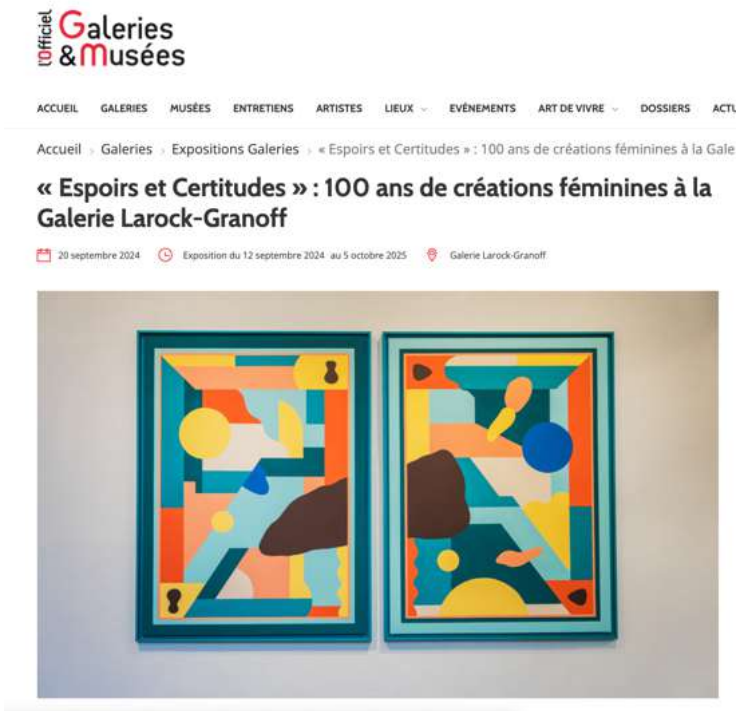 l'Officiel
Galeries
& Musées
ACCUEIL GALERIES MUSÉES ENTRETIENS ARTISTES LIEUX EVÉNEMENTS ART DE VIVRE DOSSIERS ACTU
Accueil > Galeries > Expositions Galeries > « Espoirs et Certitudes » : 100 ans de créations féminines à la Gale
« Espoirs et Certitudes » : 100 ans de créations féminines à la
Galerie Larock-Granoff
20 septembre 2024 Exposition du 12 septembre 2024 au 5 octobre 2025 Galerie Larock-Granoff